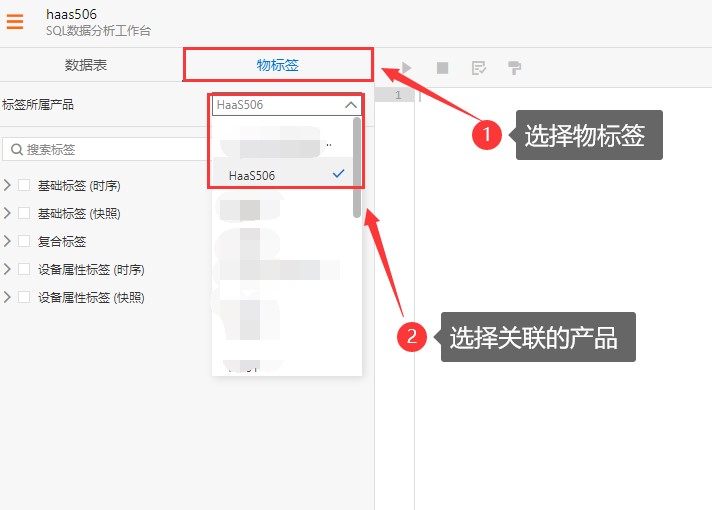 haas506
SQL数据分析工作台
数据表
物标签
标签所属产品
HaaS506
1
搜索标签
HaaS506
基础标签 (时序)
基础标签 (快照)
复合标签
设备属性标签 (时序)
设备属性标签 (快照)
1
选择物标签
2
选择关联的产品